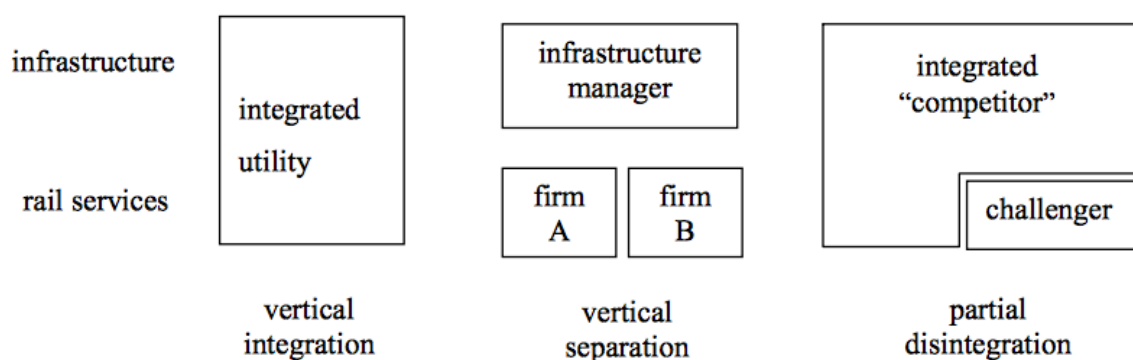 infrastructure
rail services
integrated
utility
vertical
integration
infrastructure
manager
firm
A
firm
B
vertical
separation
integrated
“competitor”
challenger
partial
disintegration